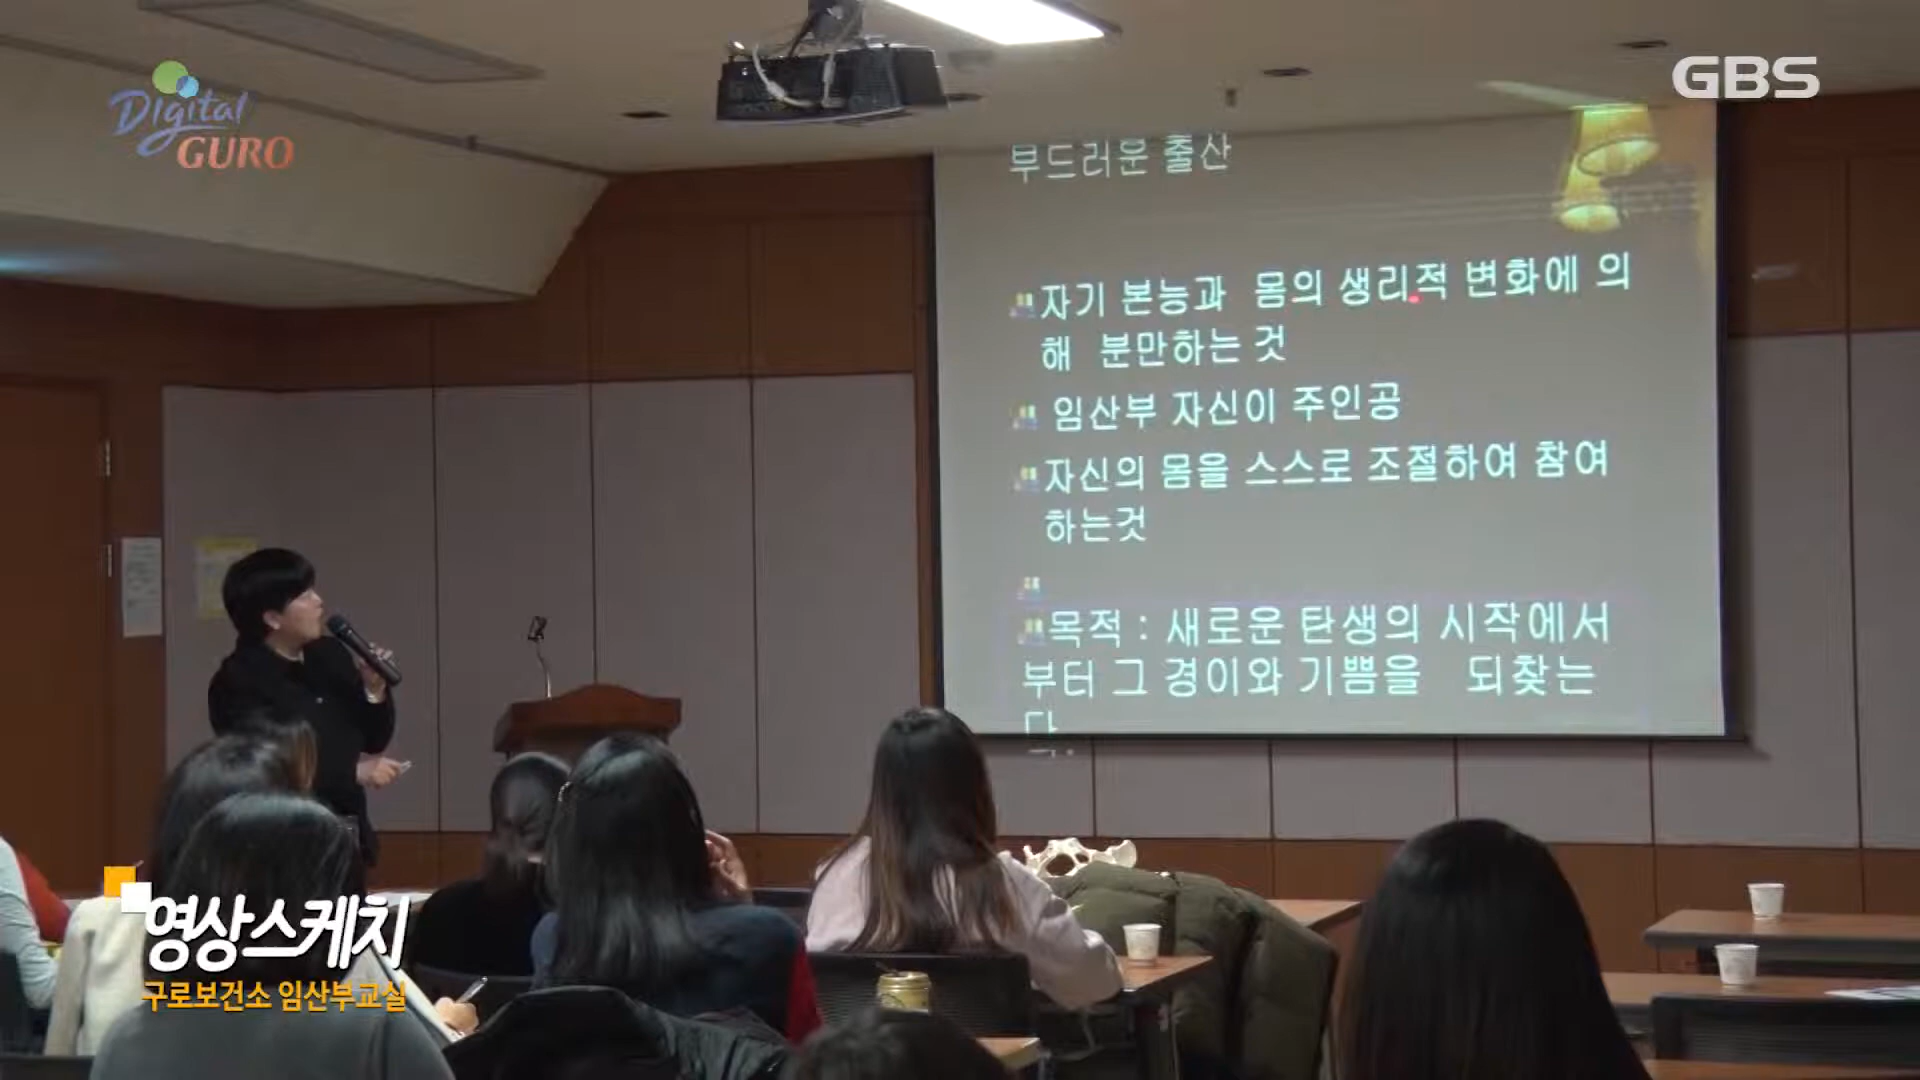 Digital
GURO
GBS
부드러운 출산
자기 본능과 몸의 생리적 변화에 의
해 분만하는 것
임산부 자신이 주인공
자신의 몸을 스스로 조절하여 참여
하는것
목적 : 새로운 탄생의 시작에서
부터 그 경이와 기쁨을 되찾는
다.
영상스케치
구로보건소 임산부교실